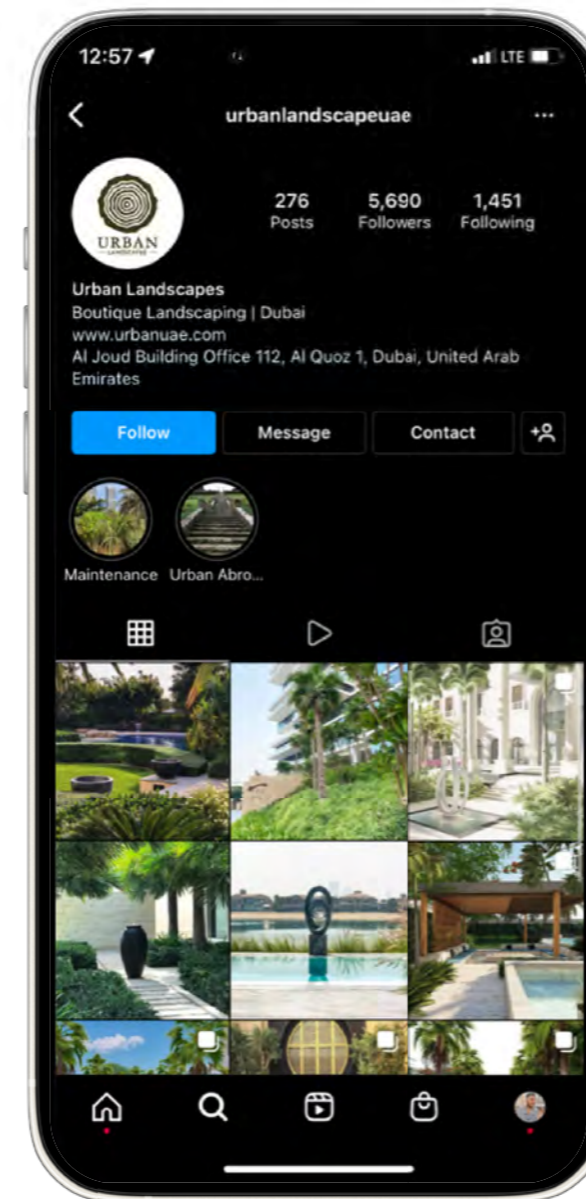 12:57
LTE
urbanlandscapeuae
URBAN
LANDSCAPES
276 5,690 1,451
Posts Followers Following
Urban Landscapes
Boutique Landscaping | Dubai
www.urbanuae.com
Al Joud Building Office 112, Al Quoz 1, Dubai, United Arab
Emirates
Follow Message Contact
Maintenance Urban Abro...